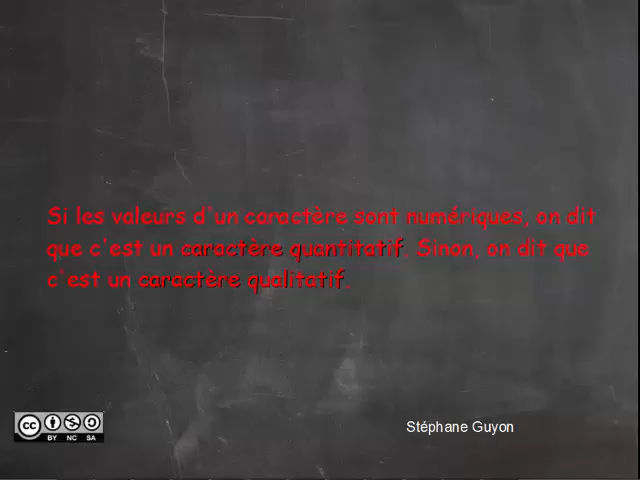 Si les valeurs d'un caractère sont numériques, on dit
que c'est un caractère quantitatif. Sinon, on dit que
c'est un caractère qualitatif.
Stéphane Guyon
cc
BY NC SA